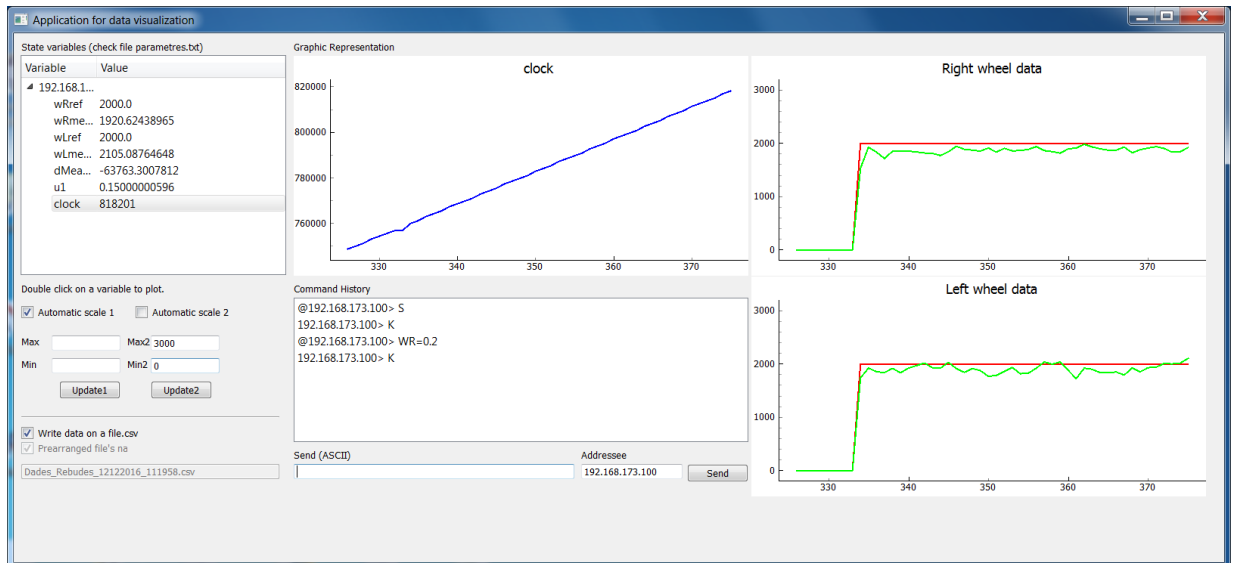 Application for data visualization
State variables (check file parametres.txt)
Variable Value
192.168.1...
wRref 2000.0
wRme... 1920.62438965
wLref 2000.0
wLme... 2105.08764648
dMea... -63763.3007812
u1 0.15000000596
clock 818201
Double click on a variable to plot.
Automatic scale 1 Automatic scale 2
Max Max2 3000
Min Min2 0
Update1 Update2
Write data on a file.csv
Prearranged file's na
Dades_Rebudes_12122016_111958.csv
Graphic Representation
clock
820000
800000
780000
760000
330 340 350 360 370
Command History
@192.168.173.100> S
192.168.173.100> K
@192.168.173.100> WR=0.2
192.168.173.100> K
Send (ASCII) Addressee
192.168.173.100 Send
Right wheel data
3000
2000
1000
0
330 340 350 360 370
Left wheel data
3000
2000
1000
0
330 340 350 360 370